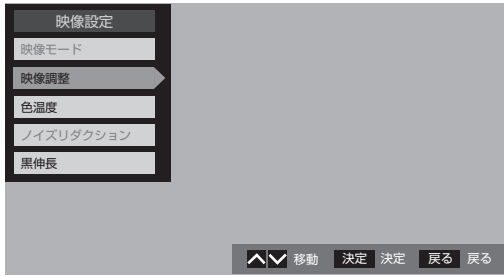 映像設定
映像モード
映像調整
色温度
ノイズリダクション
黒伸長
移動 決定 決定 戻る 戻る